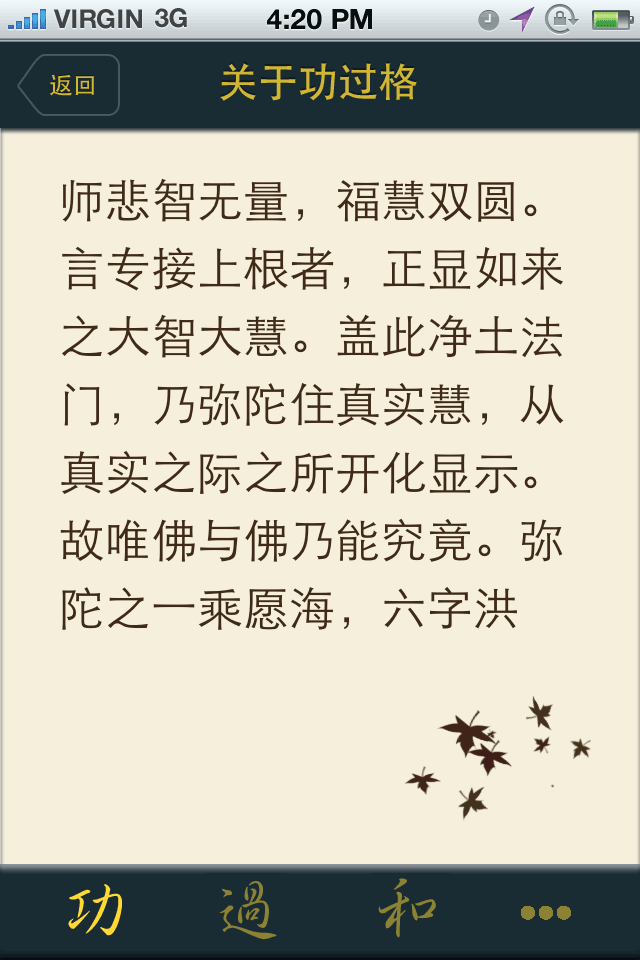 VIRGIN 3G 4:20 PM
返回 关于功过格
师悲智无量，福慧双圆。
言专接上根者，正显如来
之大智大慧。盖此净土法
门，乃弥陀住真实慧，从
真实之际之所开化显示。
故唯佛与佛乃能究竟。弥
陀之一乘愿海，六字洪
功 過 和